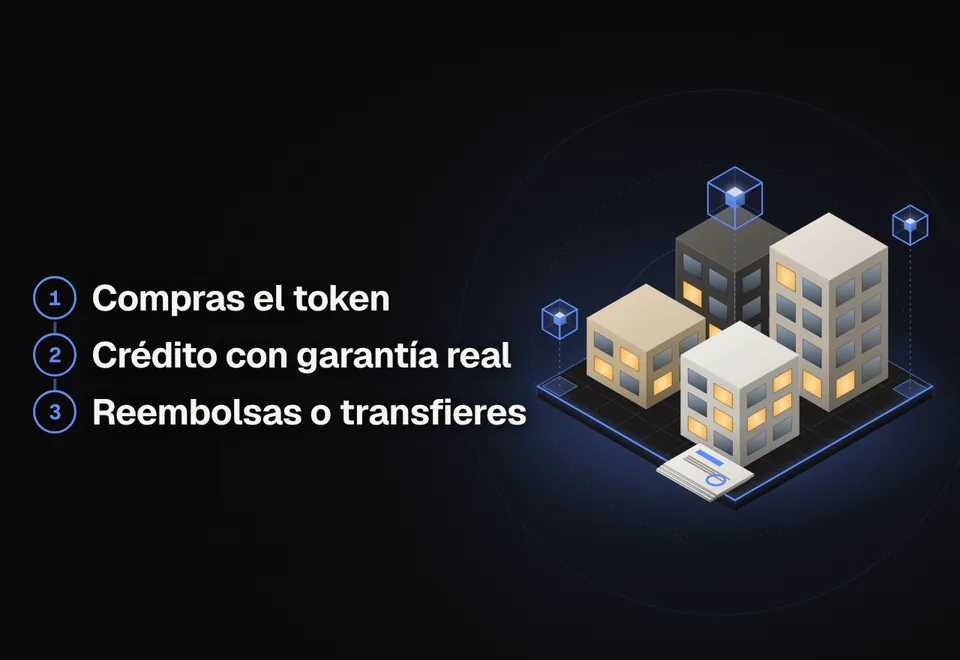 1 Compras el token
2 Crédito con garantía real
3 Reembolsas o transfieres